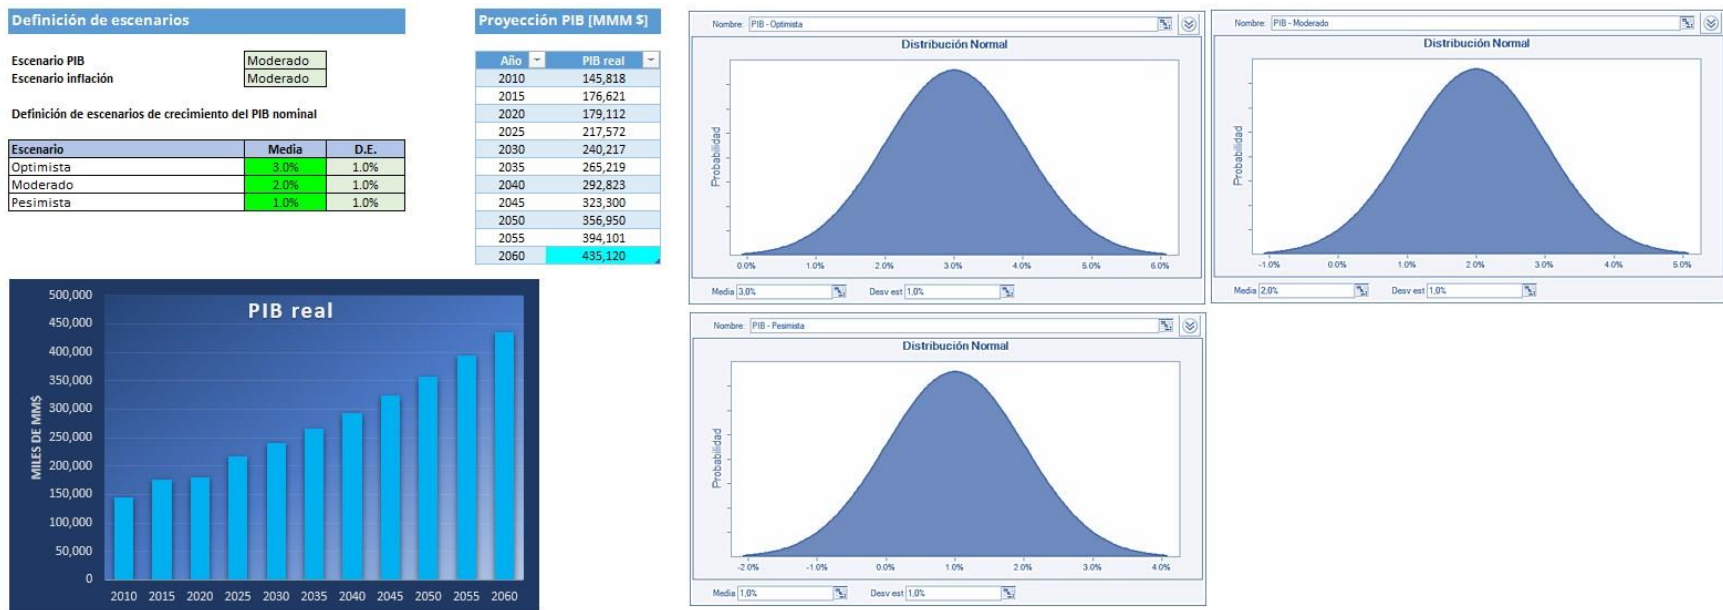 Definición de escenarios
Escenario PIB Moderado
Escenario inflación Moderado
Definición de escenarios de crecimiento del PIB nominal
Escenario Media D.E.
Optimista 3.0% 1.0%
Moderado 2.0% 1.0%
Pesimista 1.0% 1.0%
Proyección PIB [MMM $]
Año PIB real
2010 145,818
2015 176,621
2020 179,112
2025 217,572
2030 240,217
2035 265,219
2040 292,823
2045 323,300
2050 356,950
2055 394,101
2060 435,120
PIB real
MILES DE MM$
500,000
450,000
400,000
350,000
300,000
250,000
200,000
150,000
100,000
50,000
0
2010 2015 2020 2025 2030 2035 2040 2045 2050 2055 2060
Nombre: PIB - Optimista
Distribución Normal
Probabilidad
0.0% 1.0% 2.0% 3.0% 4.0% 5.0% 6.0%
Media 3,0% Desv est 1,0%
Nombre: PIB - Moderado
Distribución Normal
Probabilidad
-1.0% 0.0% 1.0% 2.0% 3.0% 4.0% 5.0%
Media 2,0% Desv est 1,0%
Nombre: PIB - Pesimista
Distribución Normal
Probabilidad
-2.0% -1.0% 0.0% 1.0% 2.0% 3.0% 4.0%
Media 1,0% Desv est 1,0%